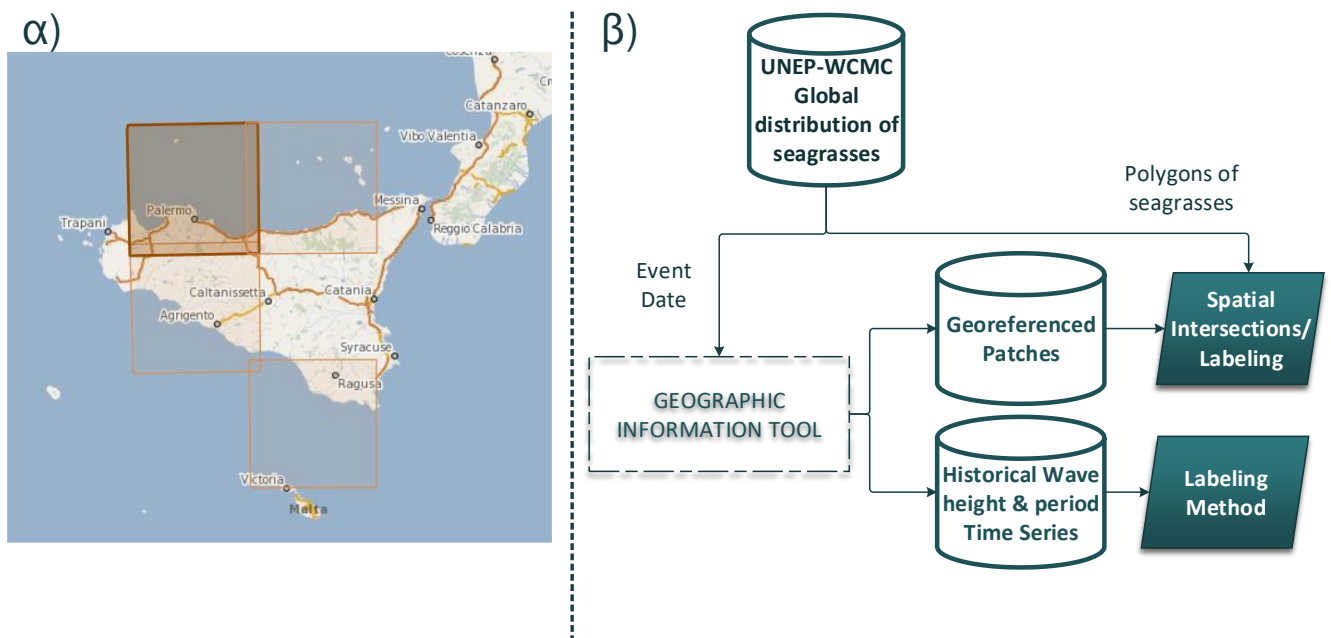 α)
Cosenza
Catanzaro
Vibo Valentia
Messina
Palermo
Trapani
Reggio Calabria
Catania
Caltanissetta
Agrigento
Syracuse
Ragusa
Victoria
Malta
β)
UNEP-WCMC
Global
distribution of
seagrasses
Polygons of
seagrasses
Event
Date
Georeferenced
Patches
Spatial
Intersections/
Labeling
GEOGRAPHIC
INFORMATION TOOL
Historical Wave
height & period
Time Series
Labeling
Method